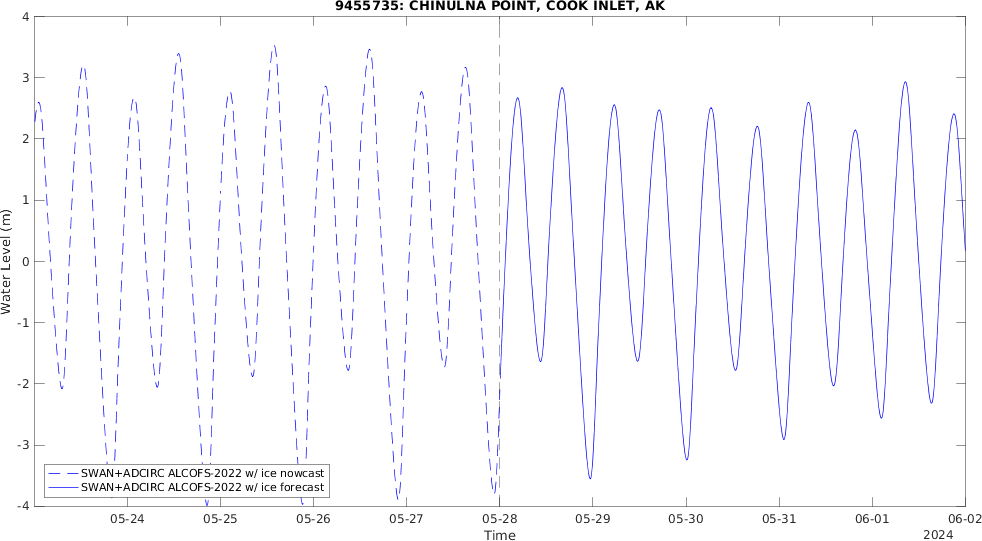 9455735: CHINULNA POINT, COOK INLET, AK
4
3
2
1
0
-1
-2
-3
-4
Water Level (m)
SWAN+ADCIRC ALCOFS-2022 w/ ice nowcast
SWAN+ADCIRC ALCOFS-2022 w/ ice forecast
05-24 05-25 05-26 05-27 05-28 05-29 05-30 05-31 06-01 06-02
Time
2024